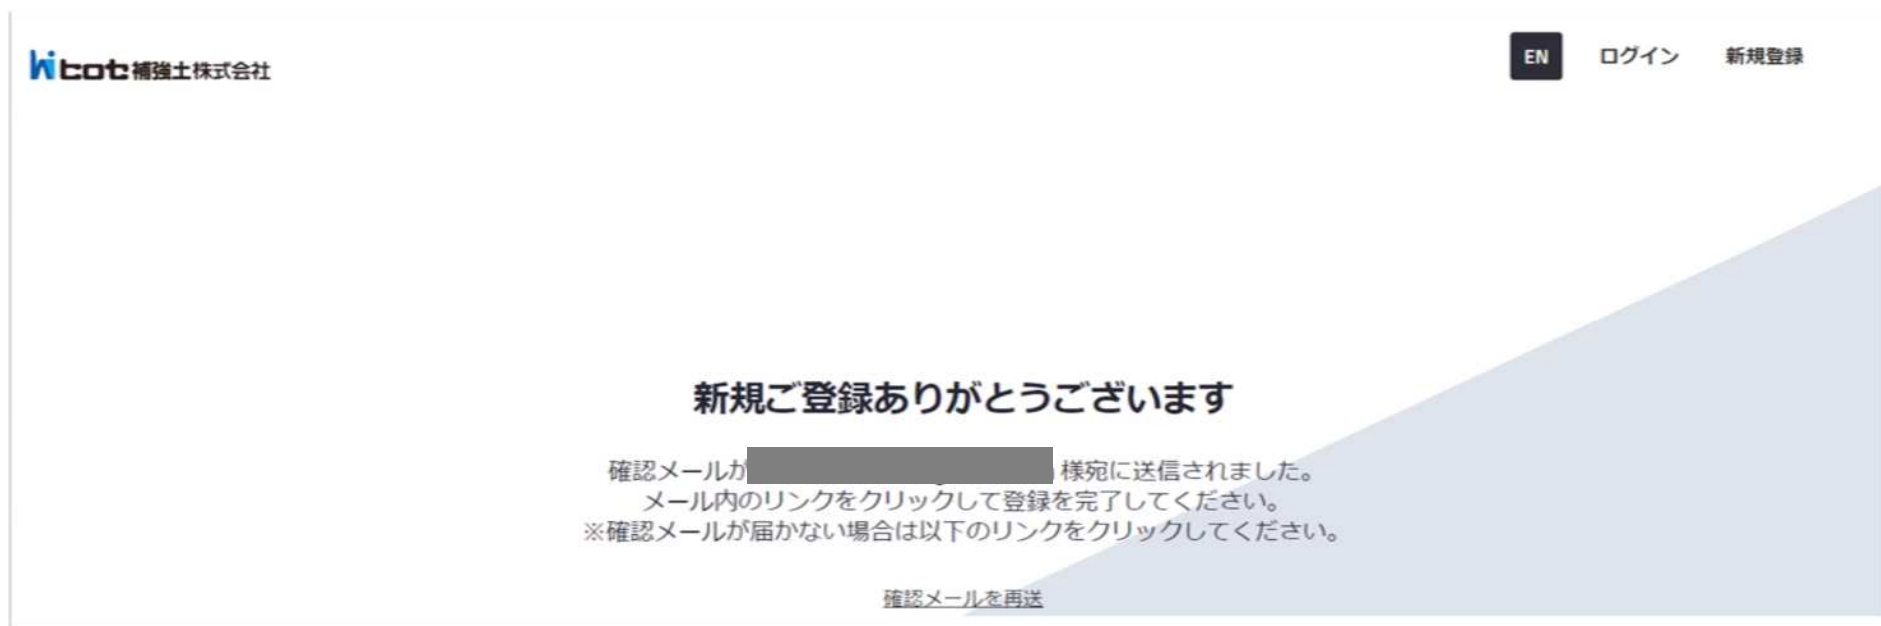 ヒロセ補強土株式会社
EN ログイン 新規登録
新規ご登録ありがとうございます
確認メールが 様宛に送信されました。
メール内のリンクをクリックして登録を完了してください。
※確認メールが届かない場合は以下のリンクをクリックしてください。
確認メールを再送